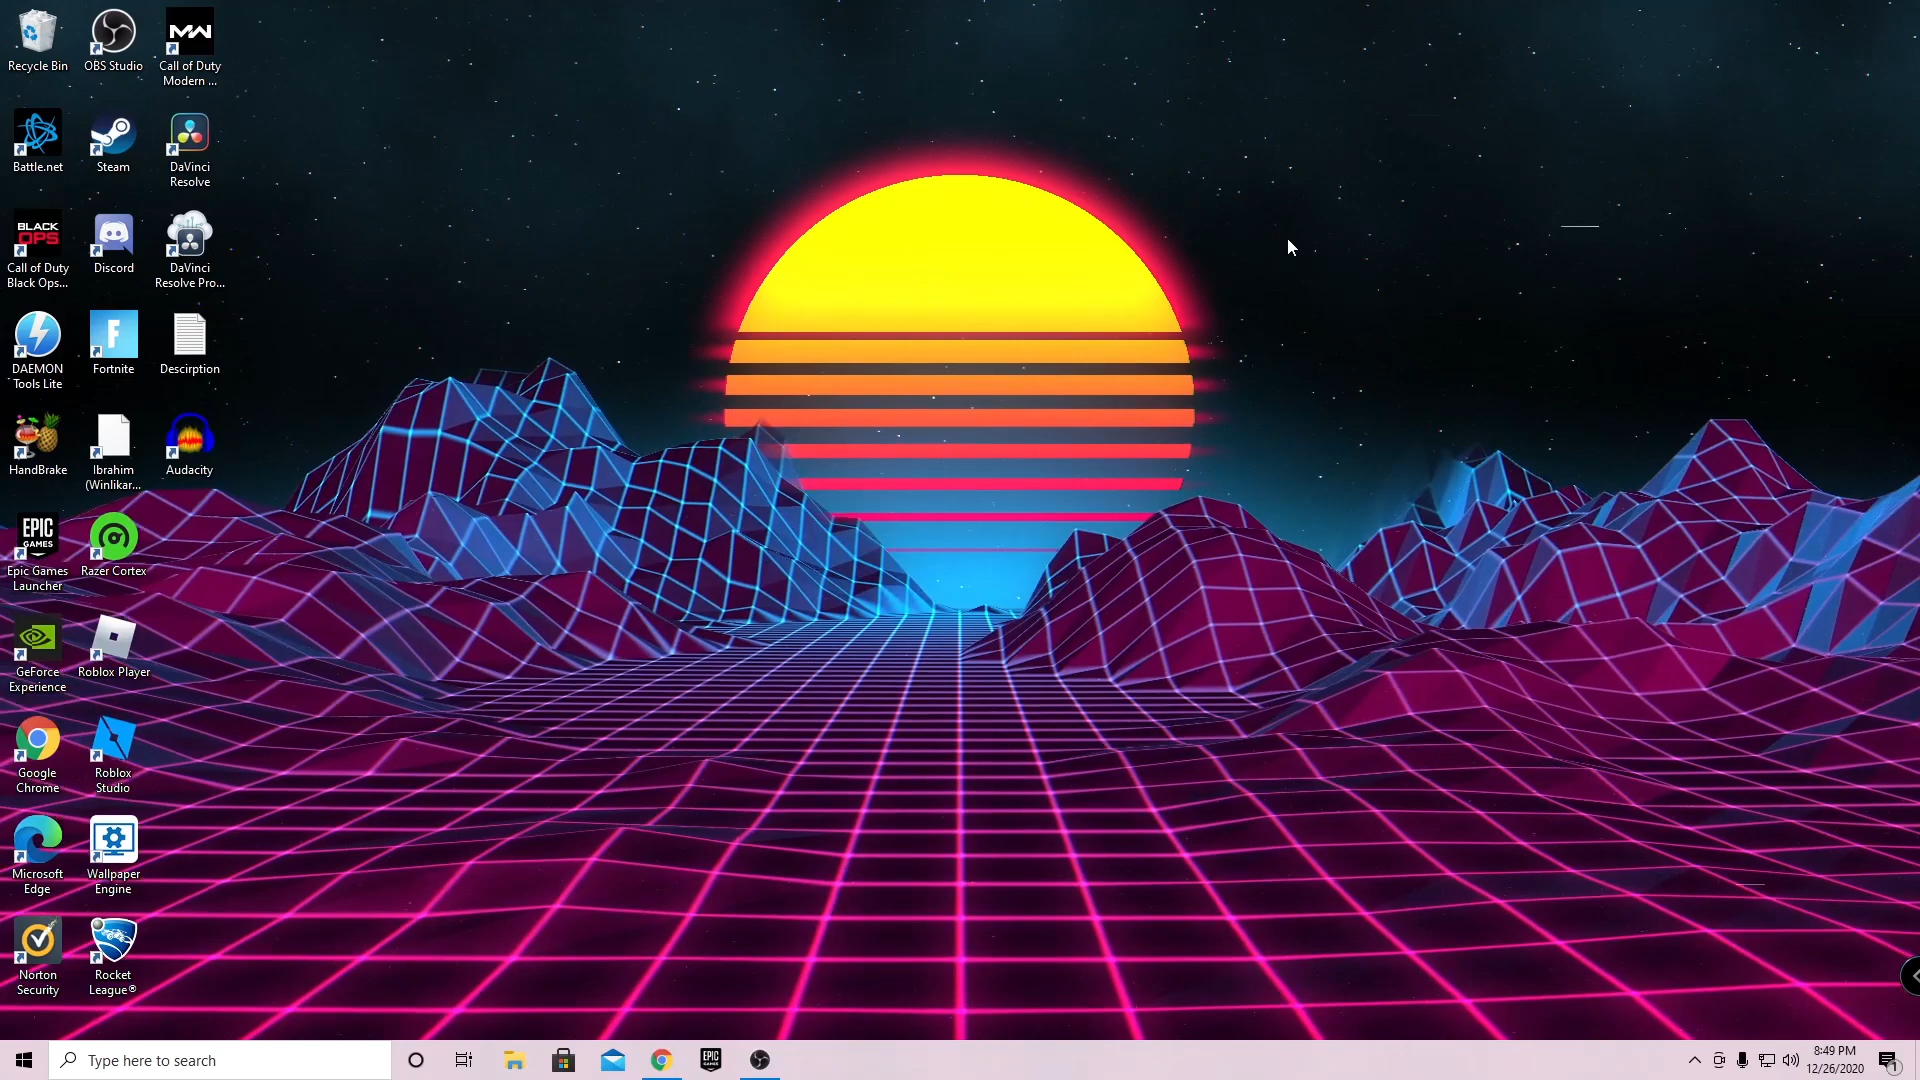 Recycle Bin
OBS Studio
Call of Duty
Modern ...
Battle.net
Steam
DaVinci
Resolve
BLACK
OPS
Call of Duty
Black Ops...
Discord
DaVinci
Resolve Pro...
DAEMON
Tools Lite
F
Fortnite
Descirption
HandBrake
Ibrahim
(Winlikar...
Audacity
EPIC
GAMES
Epic Games
Launcher
Razer Cortex
GeForce
Experience
Roblox Player
Google
Chrome
Roblox
Studio
Microsoft
Edge
Wallpaper
Engine
Norton
Security
Rocket
League®
Type here to search
EPIC
8:49 PM
12/26/2020
1